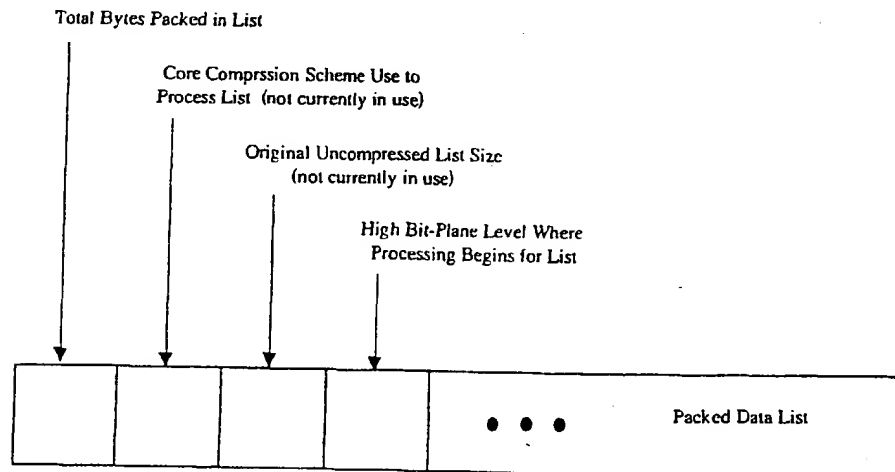 Total Bytes Packed in List
Core Comprssion Scheme Use to
Process List (not currently in use)
Original Uncompressed List Size
(not currently in use)
High Bit-Plane Level Where
Processing Begins for List
Packed Data List